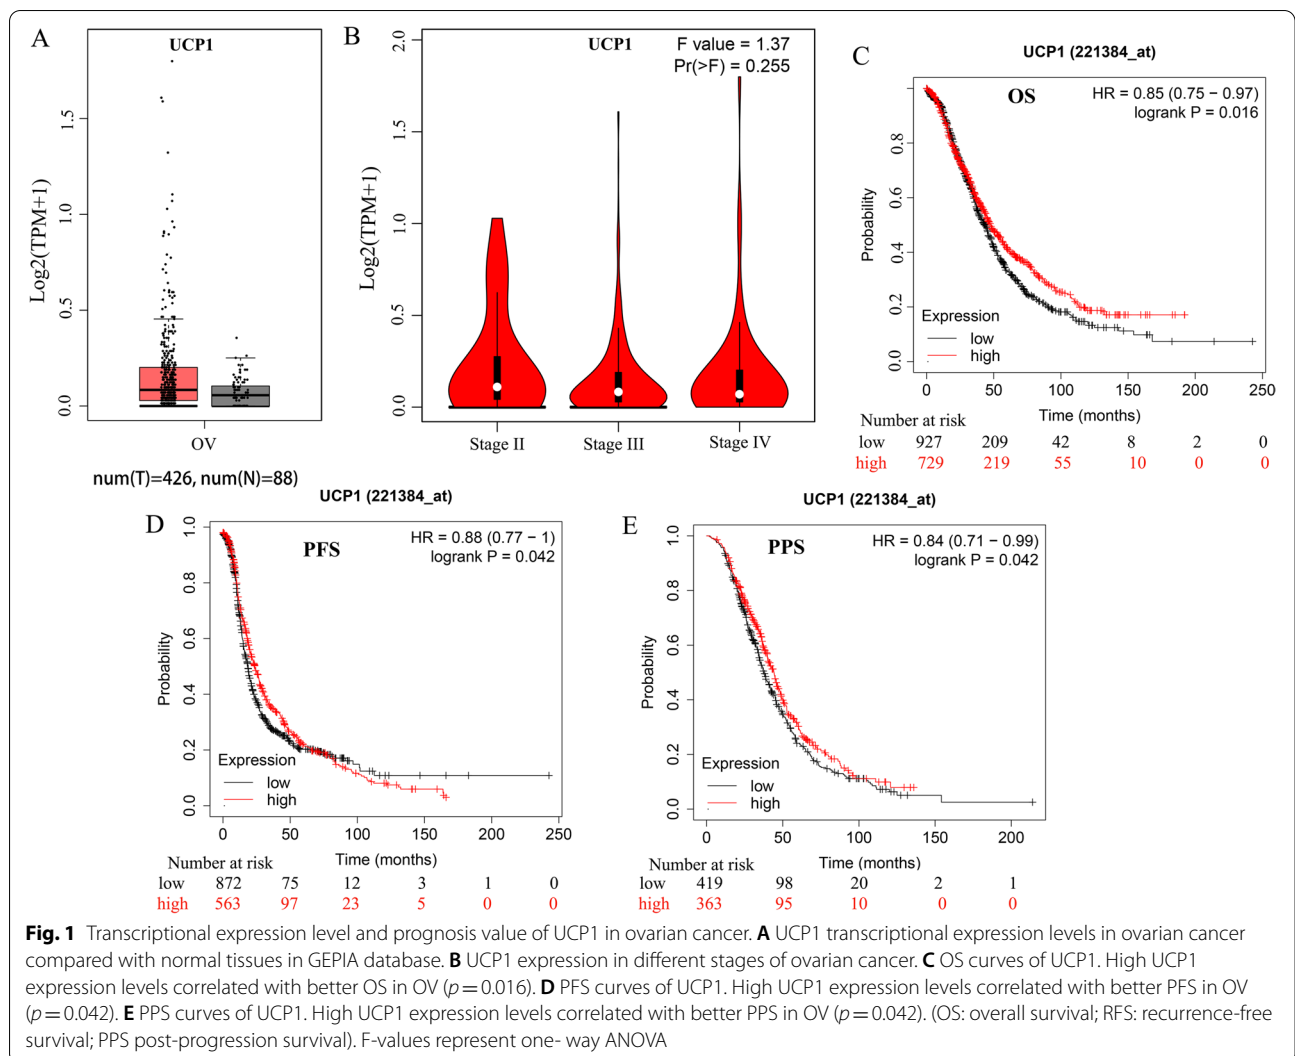 A
UCP1
Log2(TPM+1)
1.5
1.0
0.5
0.0
OV
num(T)=426, num(N)=88)
B
UCP1
F value = 1.37
Pr(>F) = 0.255
Log2(TPM+1)
2.0
1.5
1.0
0.5
0.0
Stage II Stage III Stage IV
C
UCP1 (221384_at)
OS
HR = 0.85 (0.75 − 0.97)
logrank P = 0.016
Probability
0.8
0.6
0.4
0.2
0.0
Expression
low
high
0 50 100 150 200 250
Time (months)
Number at risk
low 927 209 42 8 2 0
high 729 219 55 10 0 0
UCP1 (221384_at)
D
PFS
HR = 0.88 (0.77 − 1)
logrank P = 0.042
Probability
1.0
0.8
0.6
0.4
0.2
0.0
Expression
low
high
0 50 100 150 200 250
Time (months)
Number at risk
low 872 75 12 3 1 0
high 563 97 23 5 0 0
UCP1 (221384_at)
E
PPS
HR = 0.84 (0.71 − 0.99)
logrank P = 0.042
Probability
1.0
0.8
0.6
0.4
0.2
0.0
Expression
low
high
0 50 100 150 200
Time (months)
Number at risk
low 419 98 20 2 1
high 363 95 10 0 0
Fig. 1 Transcriptional expression level and prognosis value of UCP1 in ovarian cancer. A UCP1 transcriptional expression levels in ovarian cancer
compared with normal tissues in GEPIA database. B UCP1 expression in different stages of ovarian cancer. C OS curves of UCP1. High UCP1
expression levels correlated with better OS in OV (p = 0.016). D PFS curves of UCP1. High UCP1 expression levels correlated with better PFS in OV
(p = 0.042). E PPS curves of UCP1. High UCP1 expression levels correlated with better PPS in OV (p = 0.042). (OS: overall survival; RFS: recurrence-free
survival; PPS post-progression survival). F-values represent one- way ANOVA